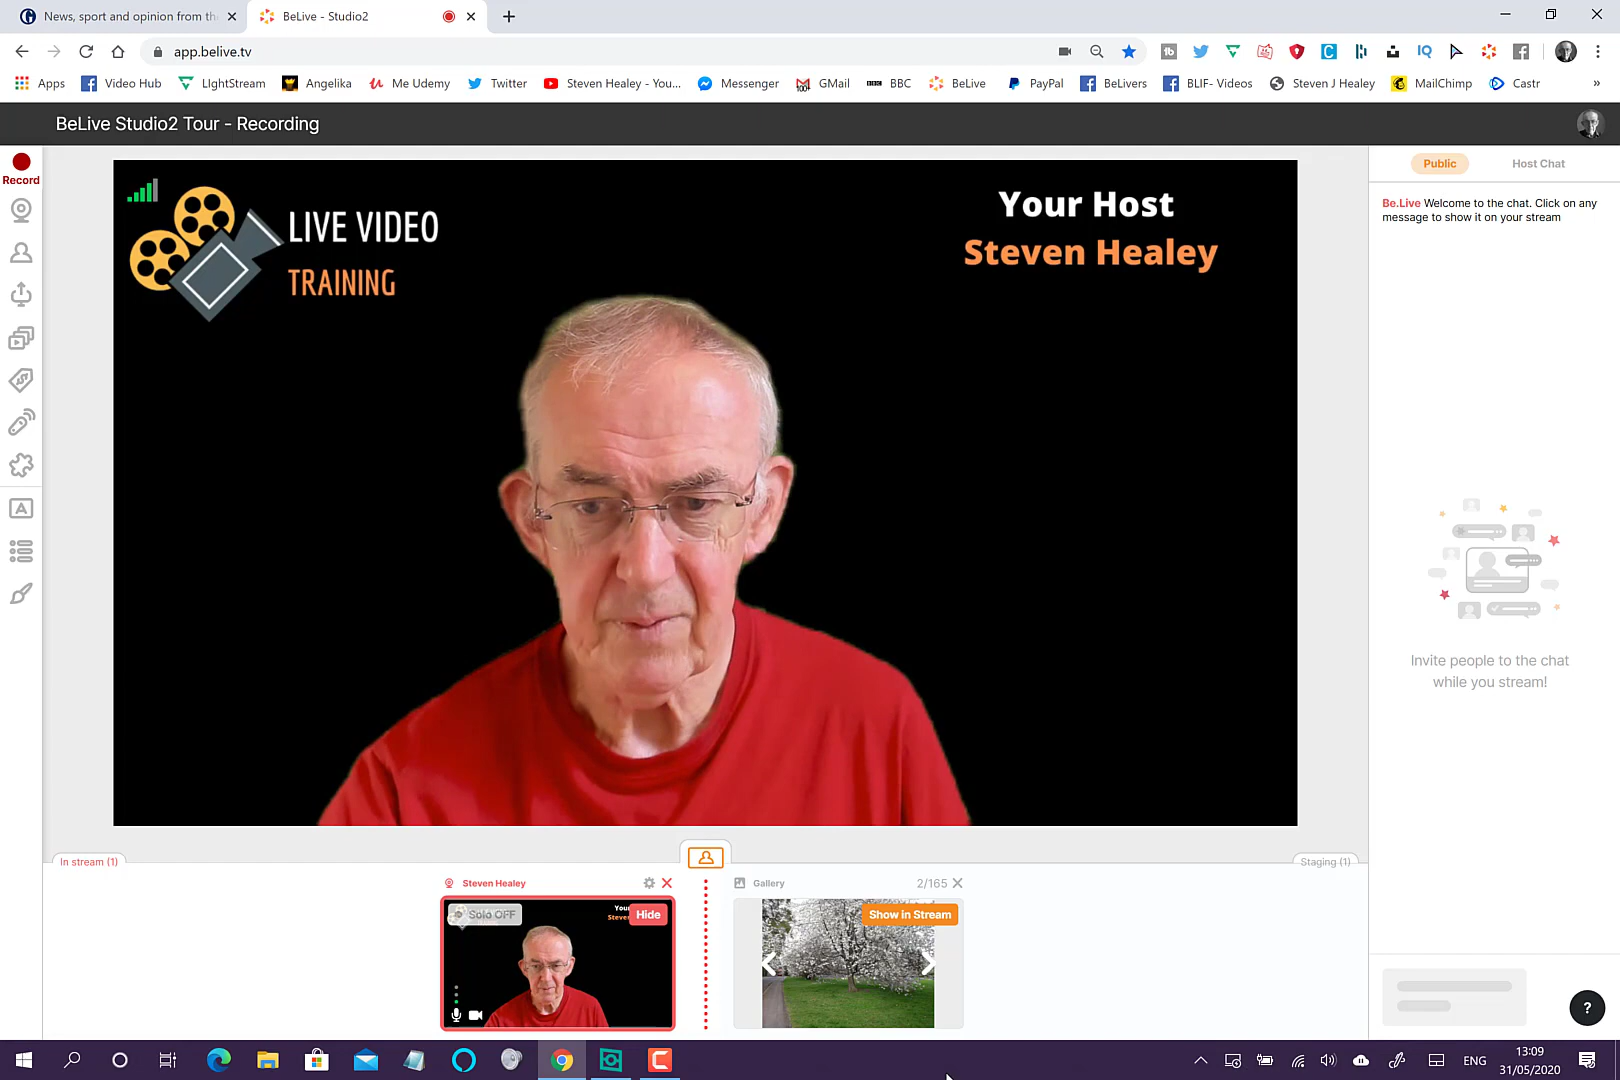 News, sport and opinion from th
BeLive - Studio2
app.belive.tv
Apps
Video Hub
LIghtStream
Angelika
Me Udemy
Twitter
Steven Healey - You...
Messenger
GMail
BBC
BeLive
PayPal
BeLivers
BLIF- Videos
Steven J Healey
MailChimp
Castr
BeLive Studio2 Tour - Recording
Record
LIVE VIDEO
TRAINING
Your Host
Steven Healey
Public
Host Chat
Be.Live Welcome to the chat. Click on any
message to show it on your stream
Invite people to the chat
while you stream!
In stream (1)
Staging (1)
Steven Healey
Gallery
2/165
Solo OFF
Hide
Show in Stream
?
ENG
13:09
31/05/2020